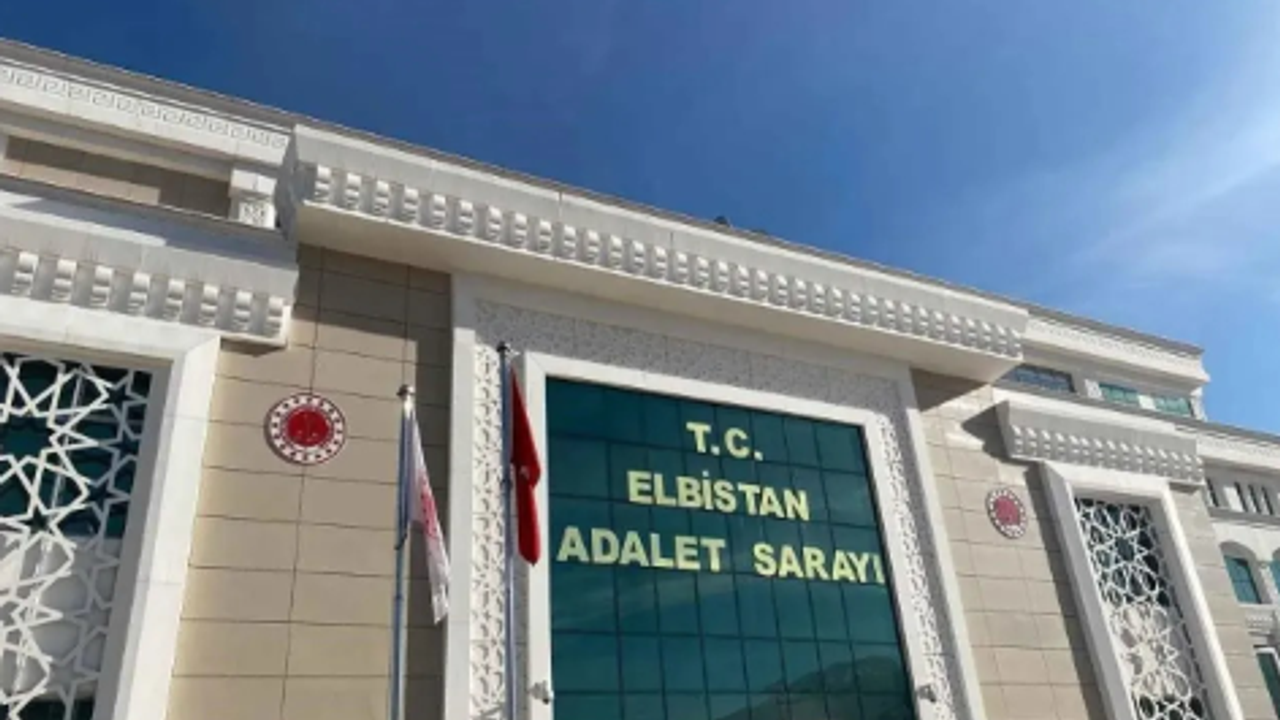 T.C.
ELBİSTAN
ADALET SARAYI